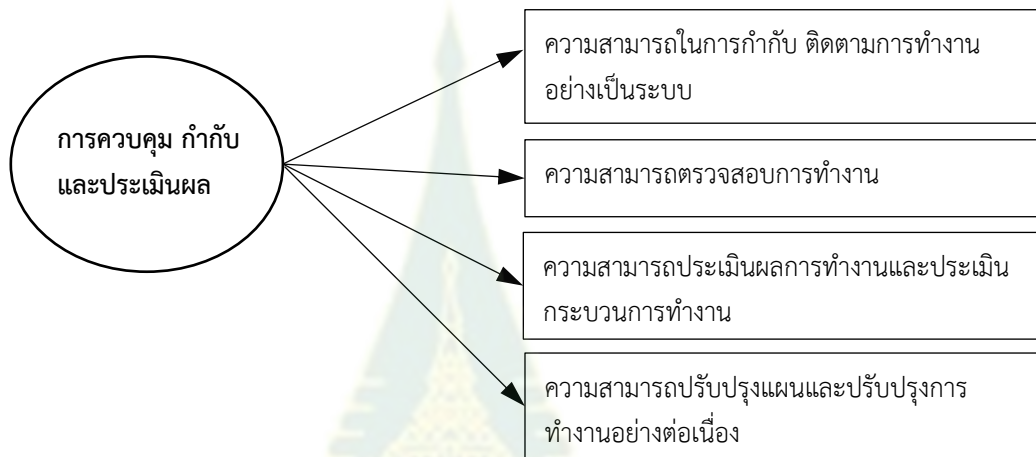 การควบคุม กำกับ
และประเมินผล
ความสามารถในการกำกับ ติดตามการทำงาน
อย่างเป็นระบบ
ความสามารถตรวจสอบการทำงาน
ความสามารถประเมินผลการทำงานและประเมิน
กระบวนการทำงาน
ความสามารถปรับปรุงแผนและปรับปรุงการ
ทำงานอย่างต่อเนื่อง